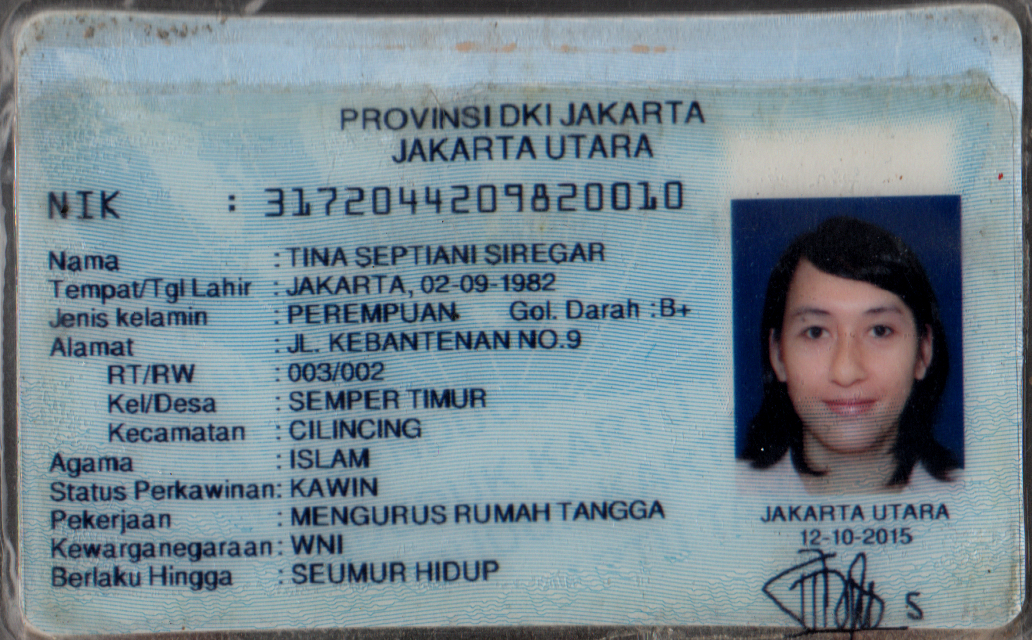 PROVINSI DKI JAKARTA
JAKARTA UTARA
NIK : 3172044209820010
Nama : TINA SEPTIANI SIREGAR
Tempat/Tgl Lahir : JAKARTA, 02-09-1982
Jenis kelamin : PEREMPUAN Gol. Darah : B+
Alamat : JL. KEBANTENAN NO.9
RT/RW : 003/002
Kel/Desa : SEMPER TIMUR
Kecamatan : CILINCING
Agama : ISLAM
Status Perkawinan: KAWIN
Pekerjaan : MENGURUS RUMAH TANGGA
Kewarganegaraan: WNI
Berlaku Hingga : SEUMUR HIDUP
JAKARTA UTARA
12-10-2015
S